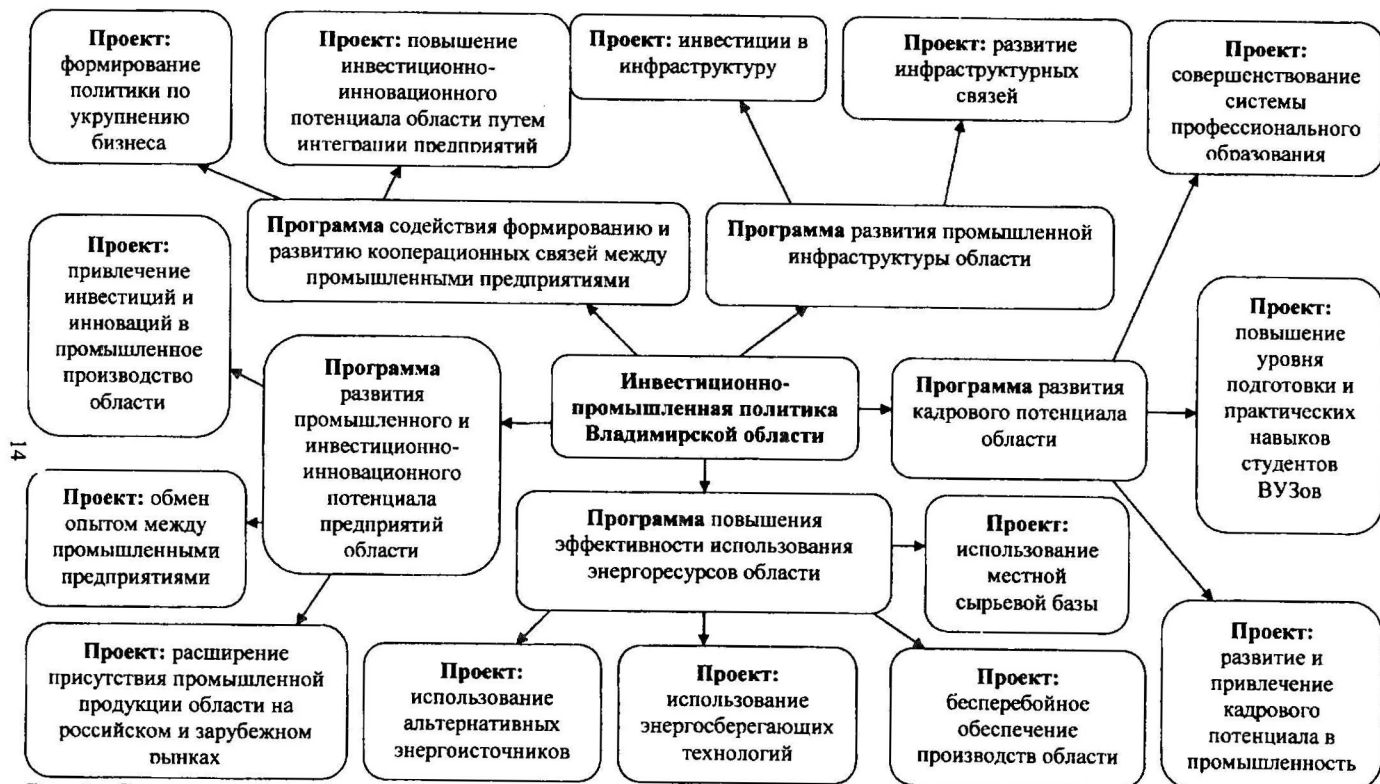 Проект:
формирование
политики по
укрупнению
бизнеса
Проект: повышение
инвестиционно-
инновационного
потенциала области путем
интеграции предприятий
Проект: инвестиции в
инфраструктуру
Проект: развитие
инфраструктурных
связей
Проект:
совершенствование
системы
профессионального
образования
Программа содействия формированию и
развитию кооперационных связей между
промышленными предприятиями
Программа развития промышленной
инфраструктуры области
Проект:
привлечение
инвестиций и
инноваций в
промышленное
производство
области
Программа
развития
промышленного и
инвестиционно-
инновационного
потенциала
предприятий
области
Инвестиционно-
промышленная политика
Владимирской области
Программа развития
кадрового потенциала
области
Проект:
повышение
уровня
подготовки и
практических
навыков
студентов
ВУЗов
14
Проект: обмен
опытом между
промышленными
предприятиями
Программа повышения
эффективности использования
энергоресурсов области
Проект:
использование
местной
сырьевой базы
Проект: расширение
присутствия промышленной
продукции области на
российском и зарубежном
рынках
Проект:
использование
альтернативных
энергоисточников
Проект:
использование
энергосберегающих
технологий
Проект:
бесперебойное
обеспечение
производств области
Проект:
развитие и
привлечение
кадрового
потенциала в
промышленность